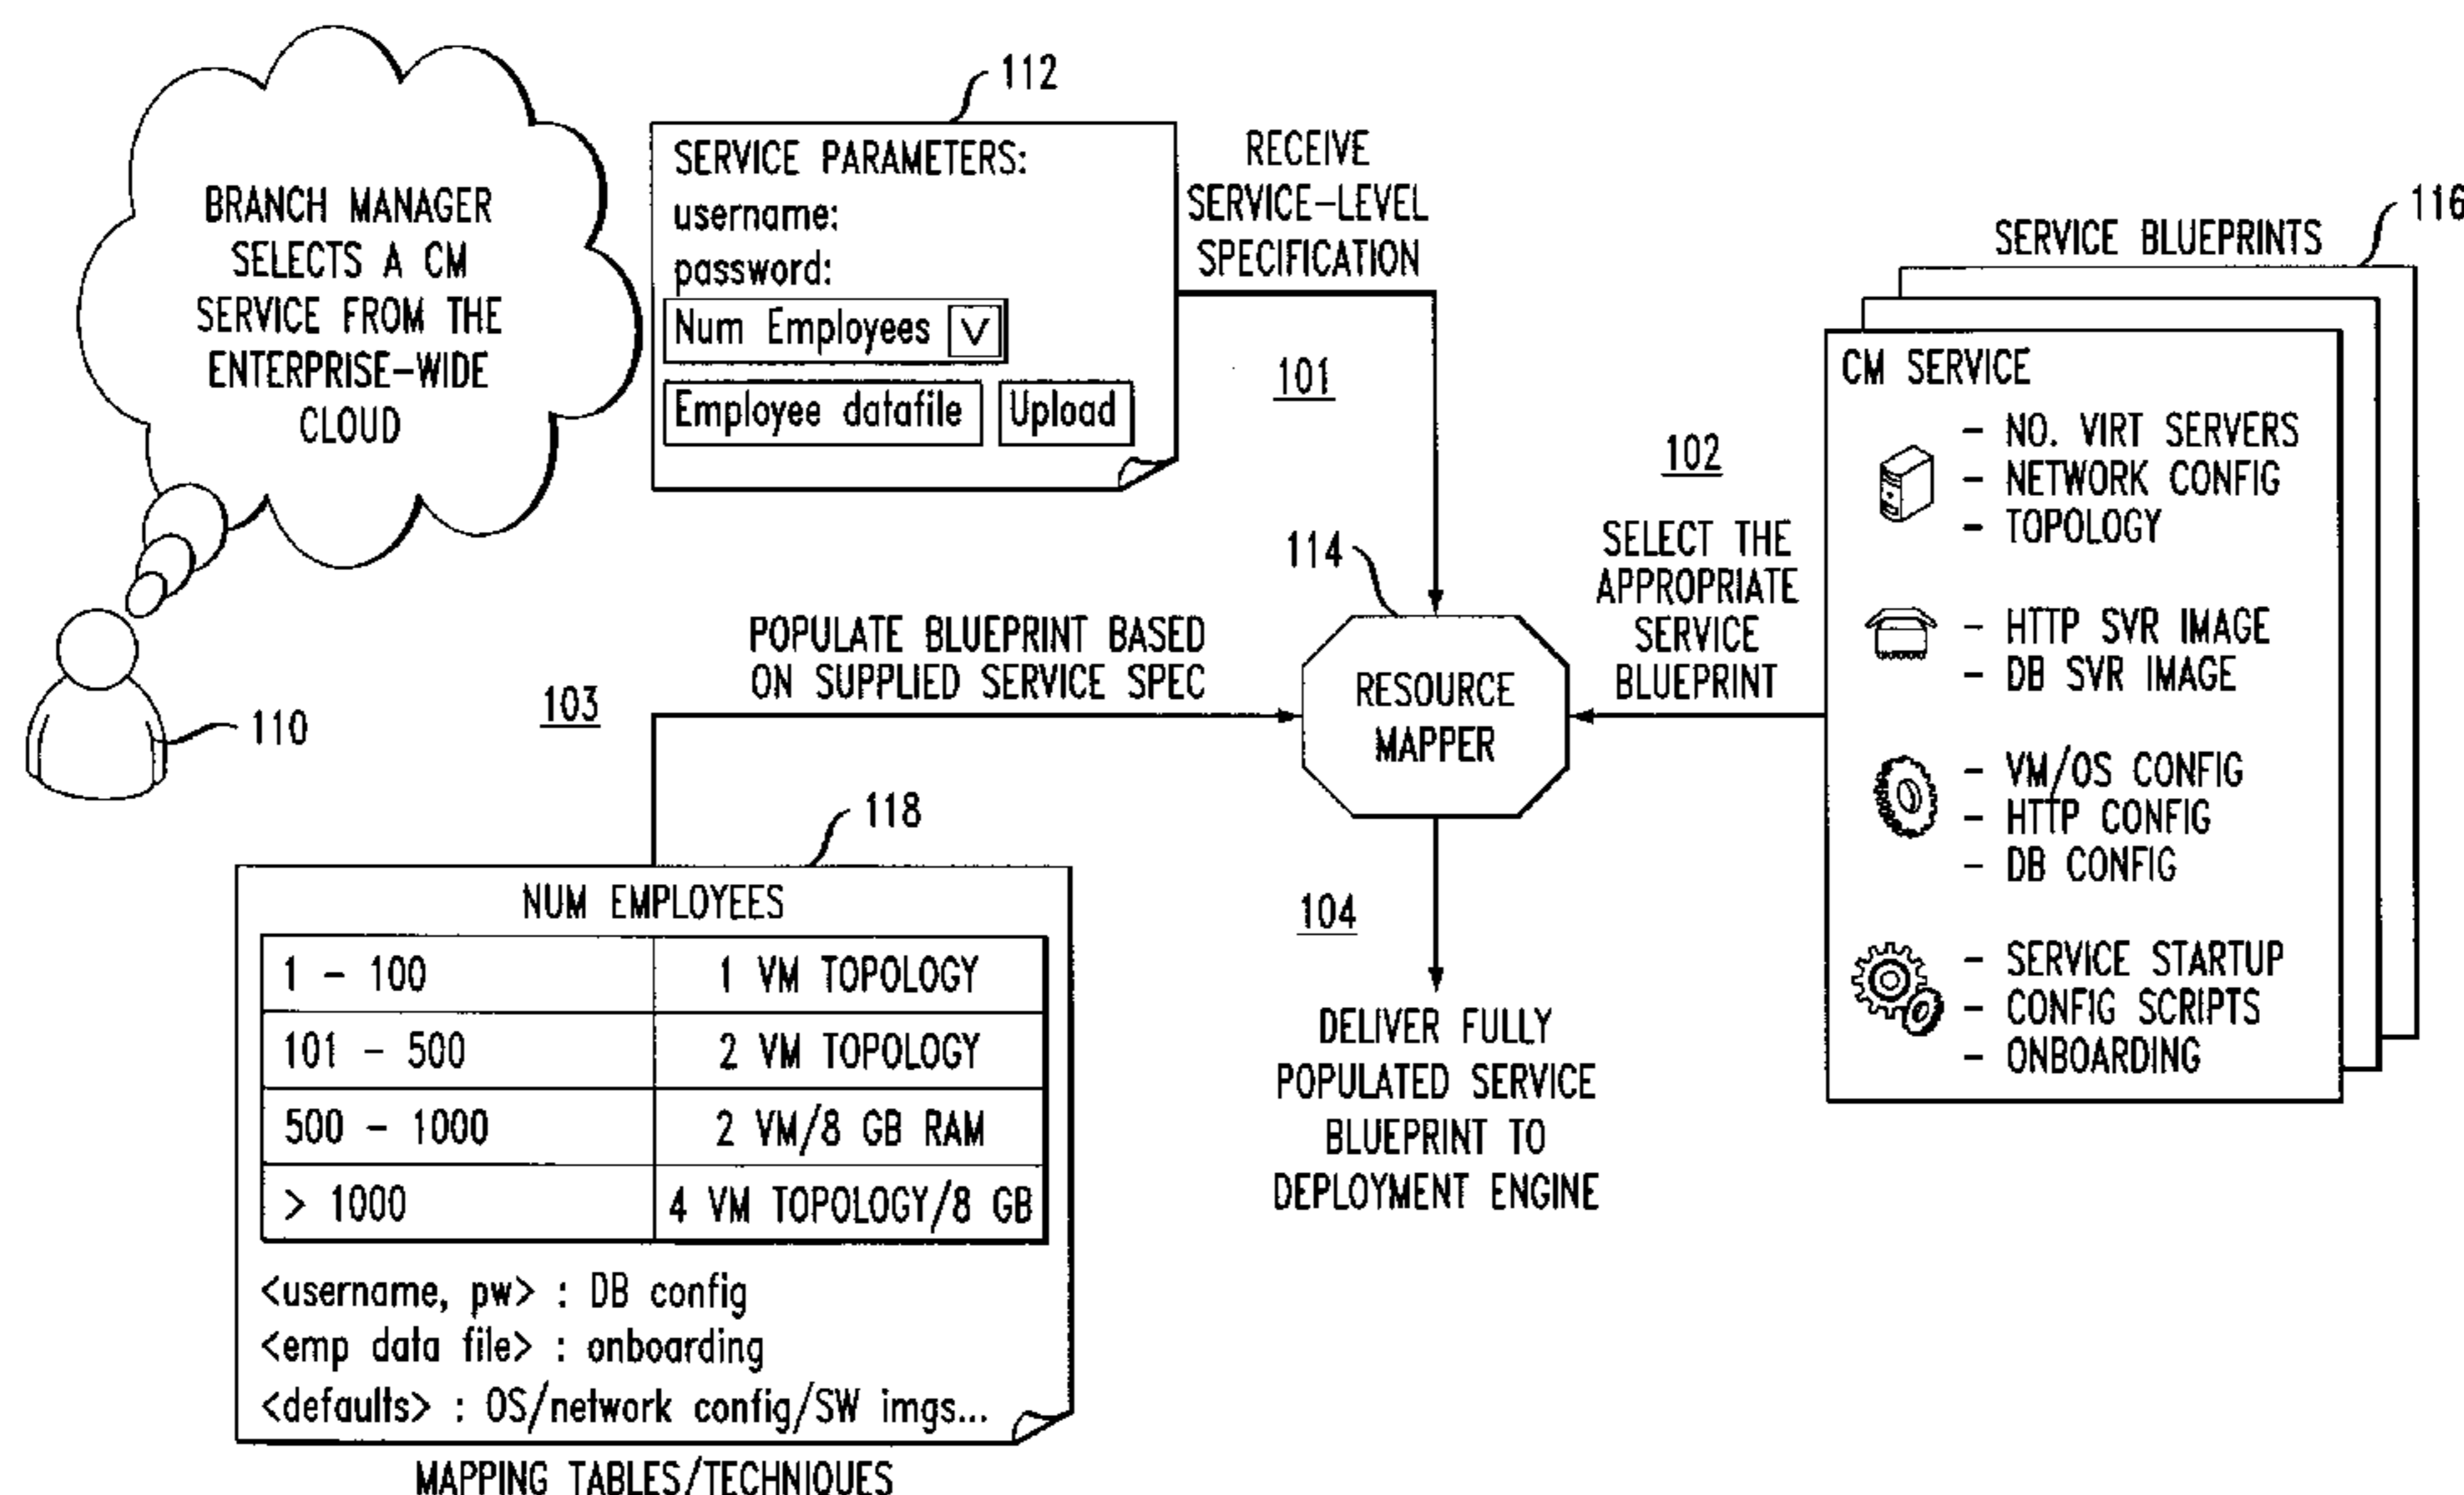 BRANCH MANAGER
SELECTS A CM
SERVICE FROM THE
ENTERPRISE-WIDE
CLOUD
110
112
SERVICE PARAMETERS:
username:
password:
Num Employees V
Employee datafile Upload
RECEIVE
SERVICE-LEVEL
SPECIFICATION
101
116
SERVICE BLUEPRINTS
CM SERVICE
- NO. VIRT SERVERS
- NETWORK CONFIG
- TOPOLOGY
- HTTP SVR IMAGE
- DB SVR IMAGE
- VM/OS CONFIG
- HTTP CONFIG
- DB CONFIG
- SERVICE STARTUP
- CONFIG SCRIPTS
- ONBOARDING
102
SELECT THE
APPROPRIATE
SERVICE
BLUEPRINT
114
RESOURCE
MAPPER
POPULATE BLUEPRINT BASED
ON SUPPLIED SERVICE SPEC
103
118
NUM EMPLOYEES
1 - 100 1 VM TOPOLOGY
101 - 500 2 VM TOPOLOGY
500 - 1000 2 VM/8 GB RAM
> 1000 4 VM TOPOLOGY/8 GB
<username, pw> : DB config
<emp data file> : onboarding
<defaults> : OS/network config/SW imgs...
MAPPING TABLES/TECHNIQUES
104
DELIVER FULLY
POPULATED SERVICE
BLUEPRINT TO
DEPLOYMENT ENGINE